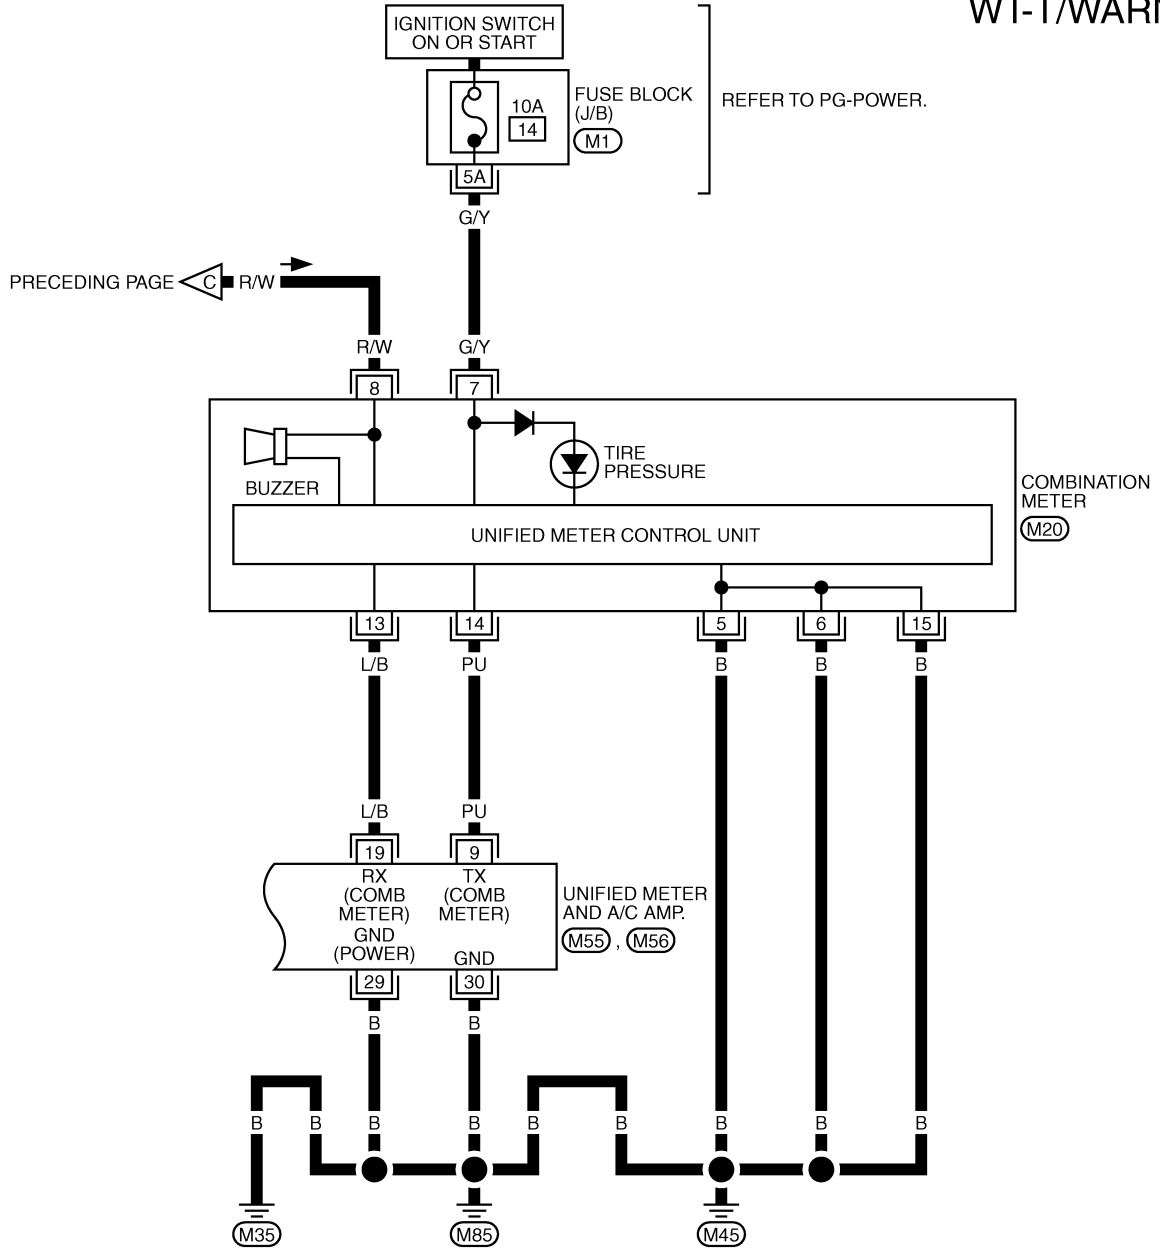 WT-T/WARN
IGNITION SWITCH
ON OR START
10A
14
FUSE BLOCK
(J/B)
M1
REFER TO PG-POWER.
5A
G/Y
PRECEDING PAGE
C
R/W
R/W
G/Y
8
7
BUZZER
TIRE
PRESSURE
UNIFIED METER CONTROL UNIT
COMBINATION
METER
M20
13
14
5
6
15
L/B
PU
B
B
B
L/B
PU
19
9
RX
(COMB
METER)
TX
(COMB
METER)
GND
(POWER)
GND
UNIFIED METER
AND A/C AMP.
M55 , M56
29
30
B
B
B
B
B
B
B
B
B
B
B
M35
M85
M45